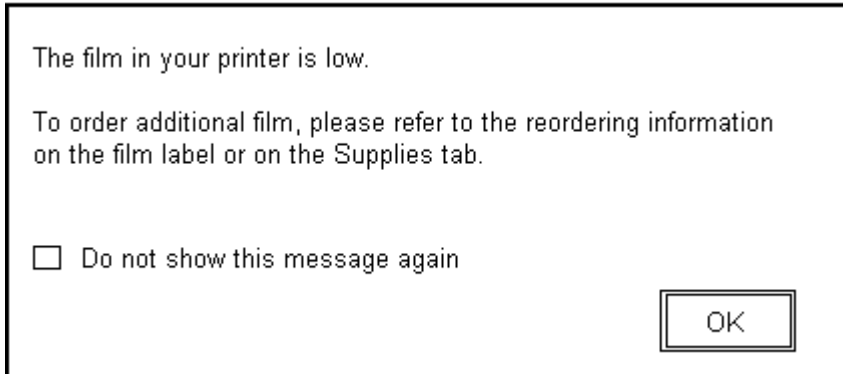 The film in your printer is low.
To order additional film, please refer to the reordering information
on the film label or on the Supplies tab.
Do not show this message again
OK